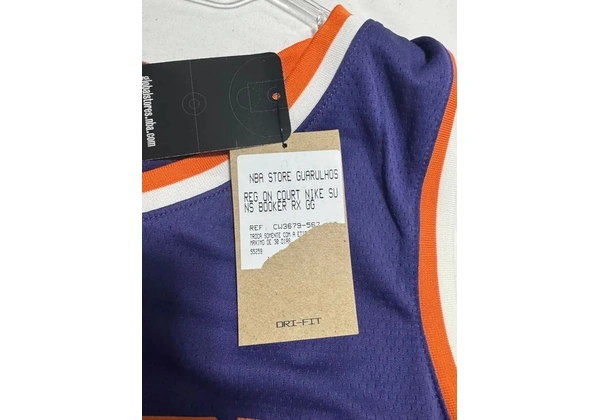 globalstores.nba.com
NBA STORE GUARULHOS
REG ON COURT NIKE SU
NS BOOKER RX GG
REF. CW3679-567
TROCA SOMENTE COM A ETI
MAXIMO DE 30 DIAS
55259
DRI-FIT